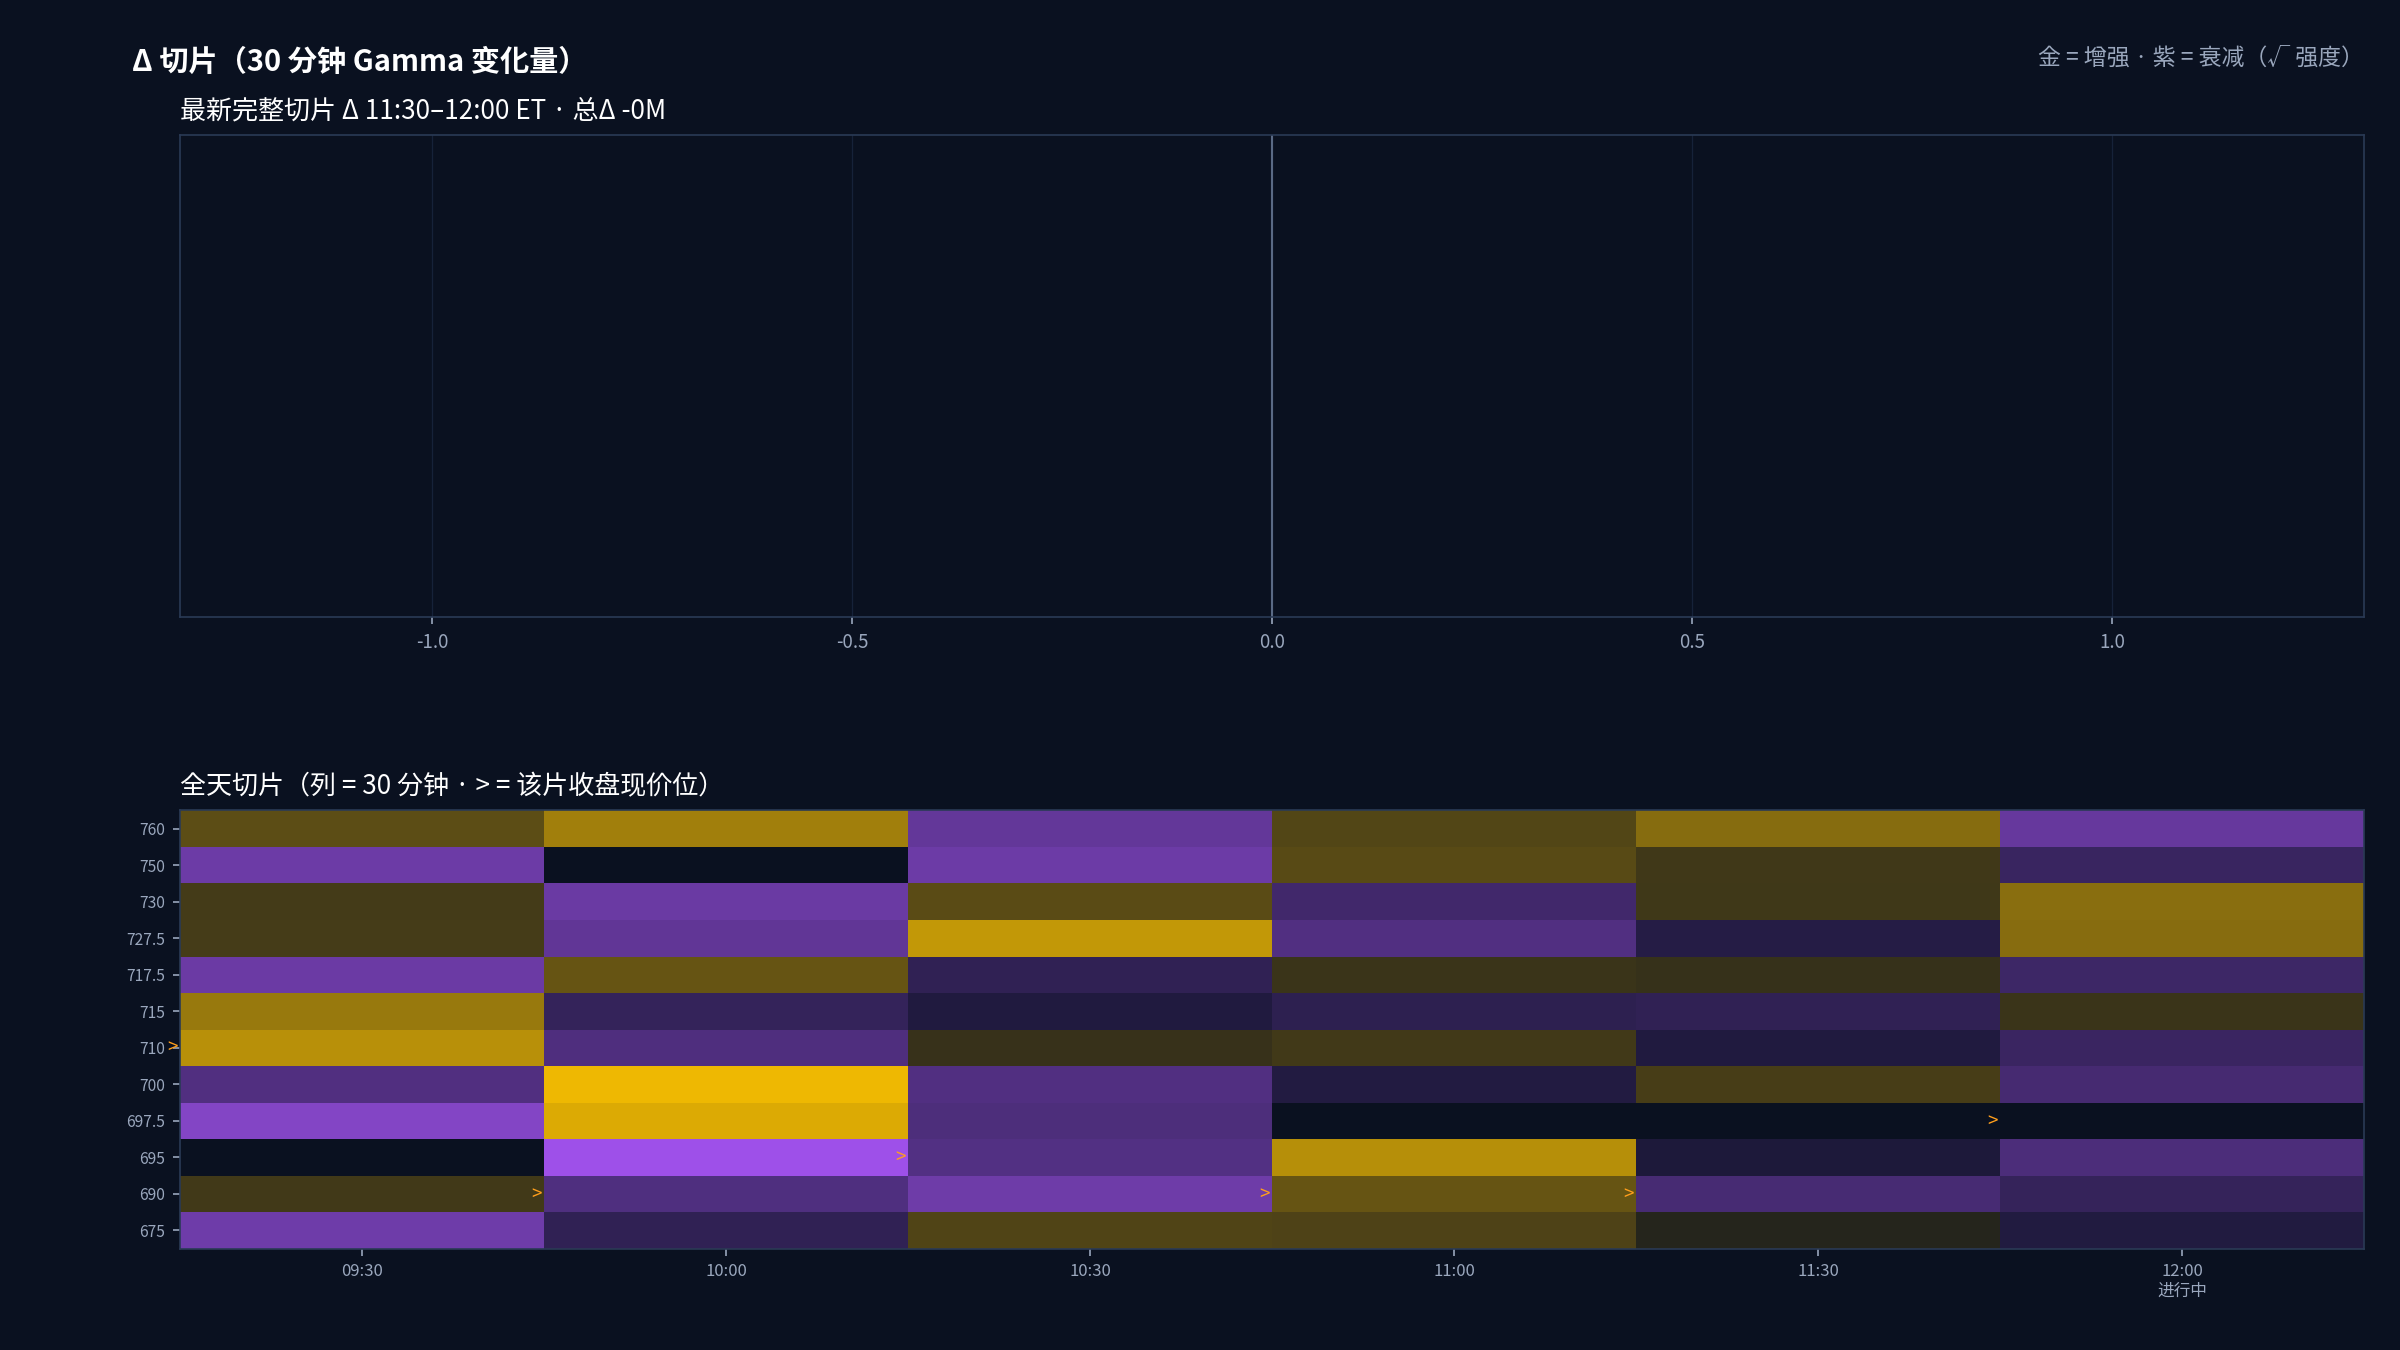 Δ 切片（30 分钟 Gamma 变化量）
金 = 增强 · 紫 = 衰减（√ 强度）
最新完整切片 Δ 11:30–12:00 ET · 总Δ -0M
-1.0 -0.5 0.0 0.5 1.0
全天切片（列 = 30 分钟 · > = 该片收盘现价位）
760
750
730
727.5
717.5
715
710 >
700
697.5 >
695 >
690 > > >
675
09:30 10:00 10:30 11:00 11:30 12:00
进行中